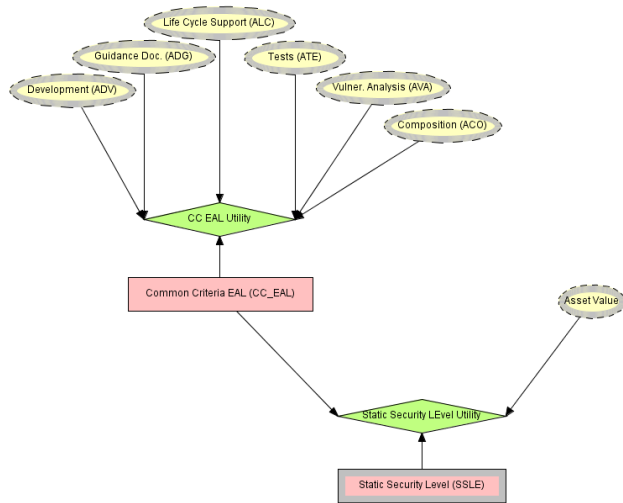 Life Cycle Support (ALC)
Guidance Doc. (ADG)
Tests (ATE)
Development (ADV)
Vulner. Analysis (AVA)
Composition (ACO)
CC EAL Utility
Common Criteria EAL (CC_EAL)
Asset Value
Static Security LEvel Utility
Static Security Level (SSLE)